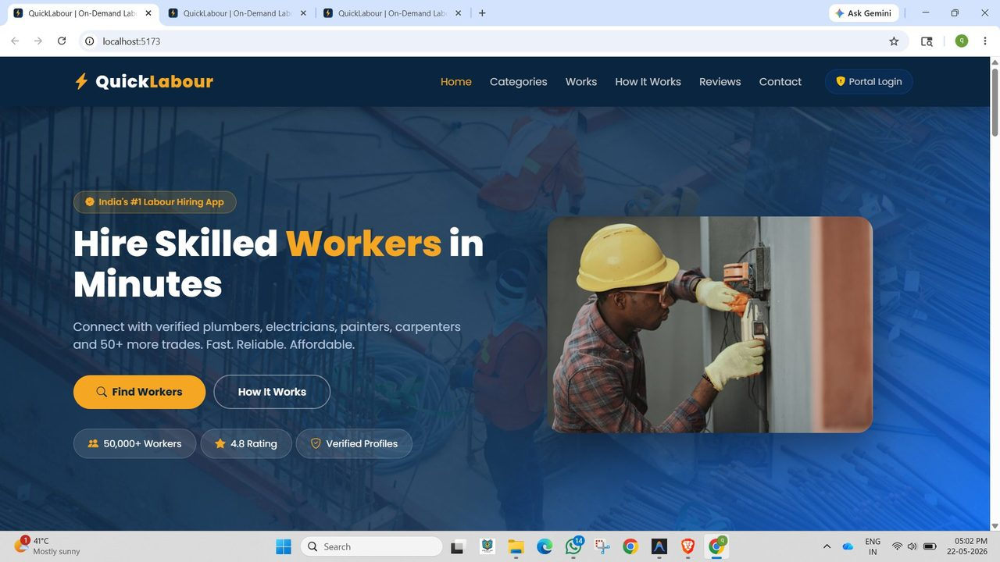 QuickLabour | On-Demand Lab
QuickLabour | On-Demand Lab
QuickLabour | On-Demand Lab
Ask Gemini
localhost:5173
q
QuickLabour
Home
Categories
Works
How It Works
Reviews
Contact
Portal Login
India's #1 Labour Hiring App
Hire Skilled Workers in
Minutes
Connect with verified plumbers, electricians, painters, carpenters
and 50+ more trades. Fast. Reliable. Affordable.
Find Workers
How It Works
50,000+ Workers
4.8 Rating
Verified Profiles
1
41°C
Mostly sunny
Search
14
q
ENG
IN
05:02 PM
22-05-2026